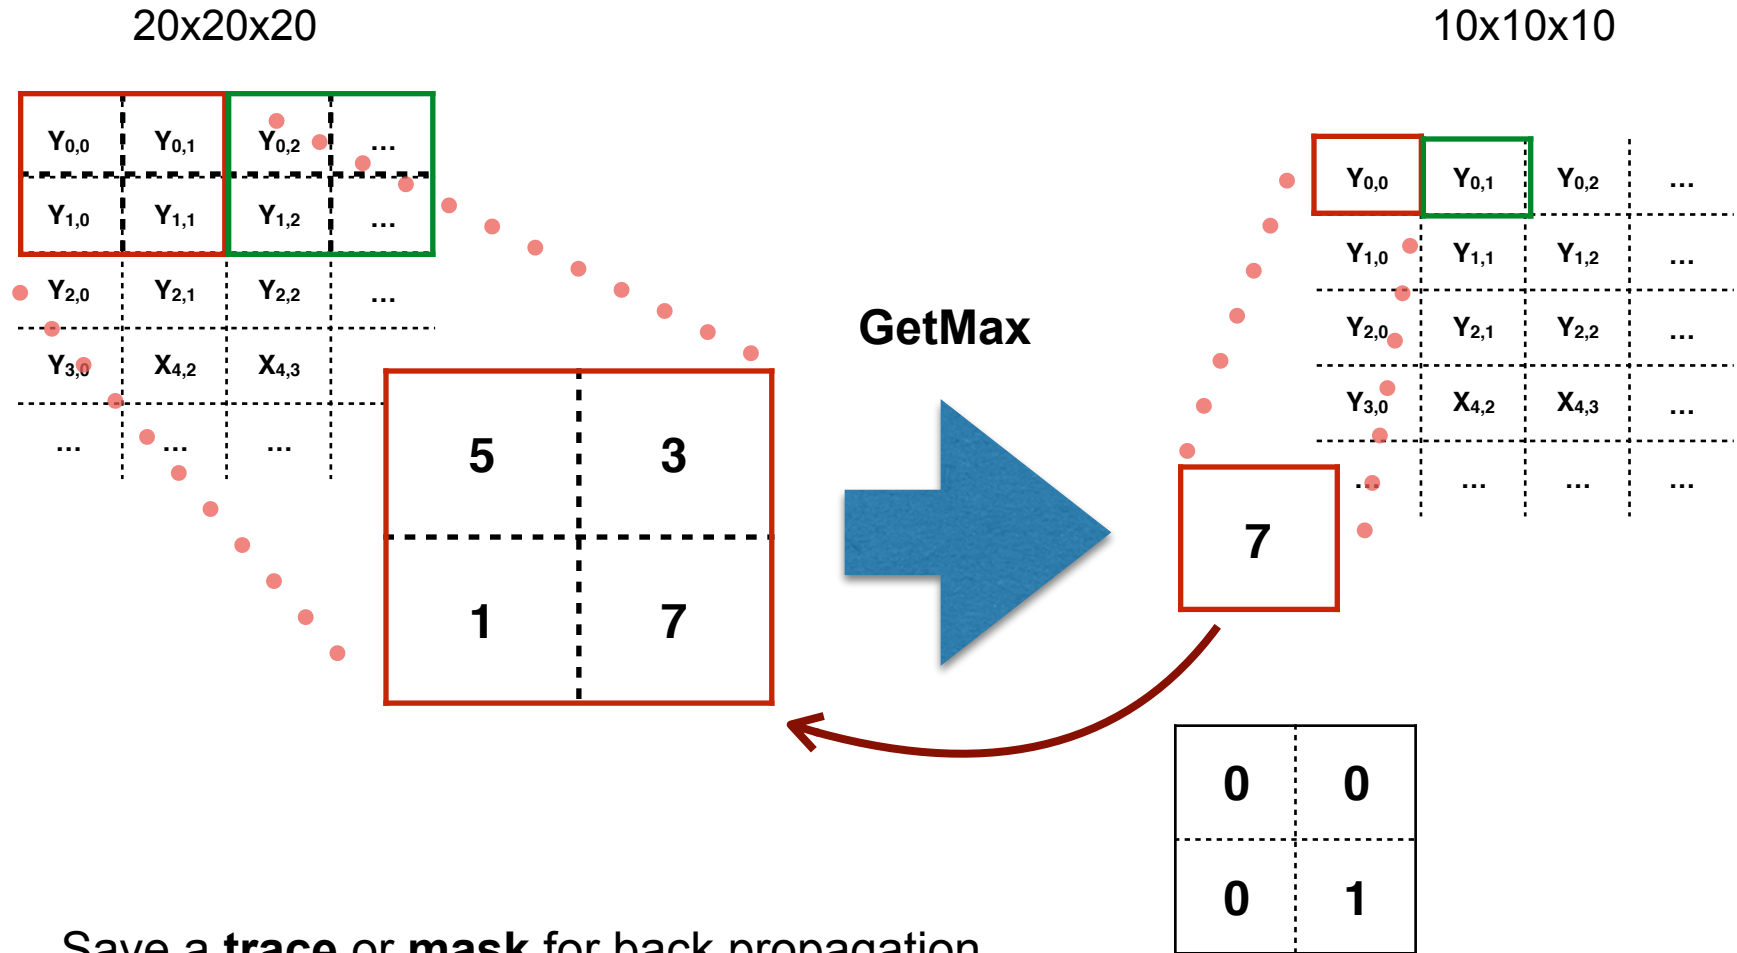 20x20x20
10x10x10
Y0,0 Y0,1 Y0,2 ...
Y1,0 Y1,1 Y1,2 ...
Y2,0 Y2,1 Y2,2 ...
Y3,0 X4,2 X4,3
... ... ...
5 3
1 7
GetMax
Y0,0 Y0,1 Y0,2 ...
Y1,0 Y1,1 Y1,2 ...
Y2,0 Y2,1 Y2,2 ...
Y3,0 X4,2 X4,3 ...
... ... ... ...
7
0 0
0 1
Save a trace or mask for back propagation